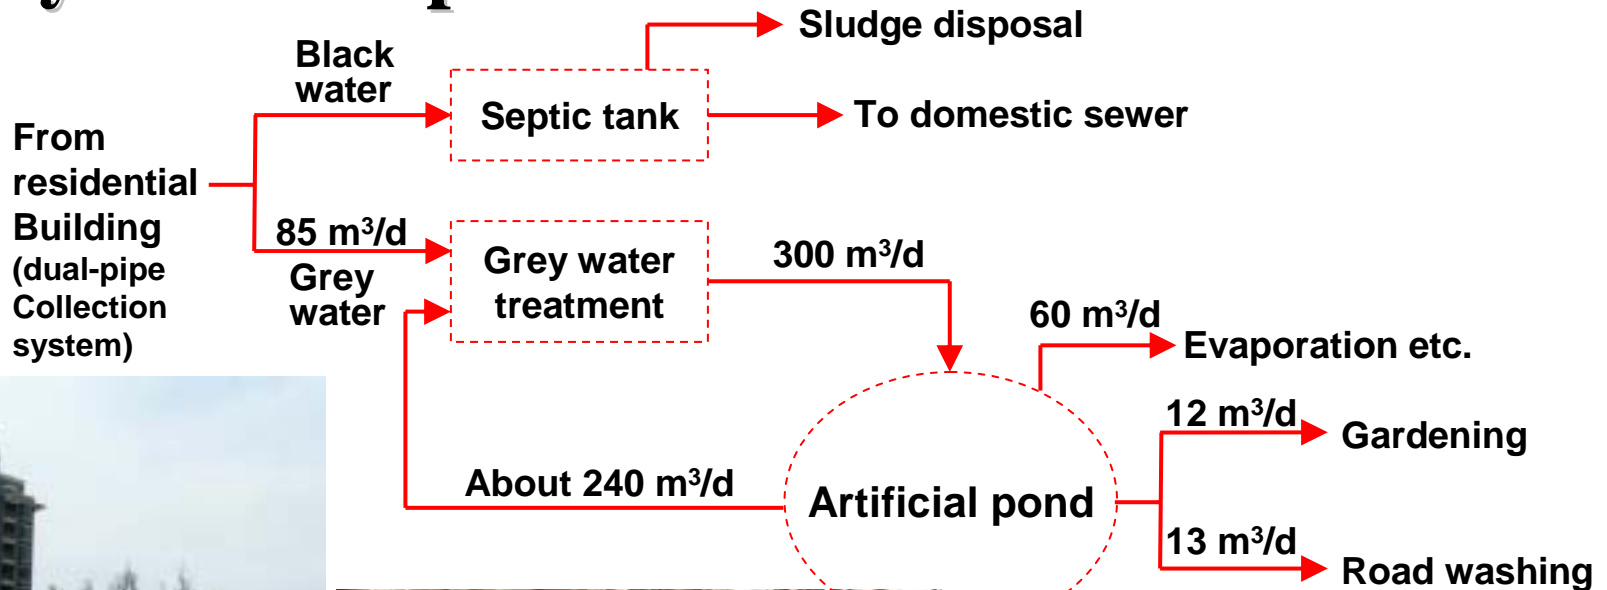 Sludge disposal
Black
water
Septic tank
To domestic sewer
From
residential
Building
(dual-pipe
Collection
system)
85 m³/d
Grey
water
Grey water
treatment
300 m³/d
60 m³/d
Evaporation etc.
12 m³/d
Gardening
About 240 m³/d
Artificial pond
13 m³/d
Road washing